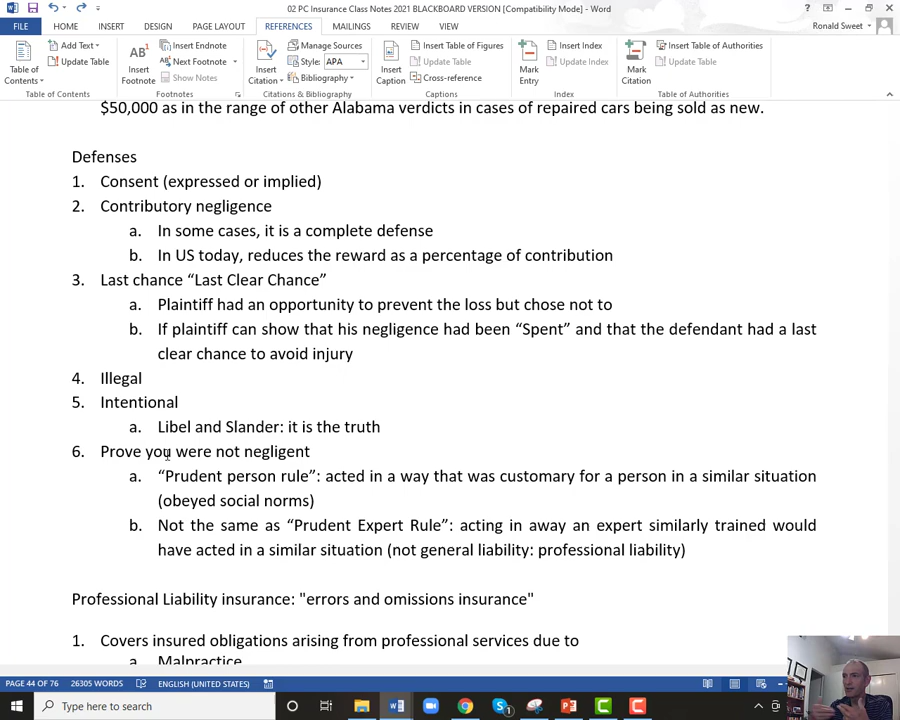 02 PC Insurance Class Notes 2021 BLACKBOARD VERSION [Compatibility Mode] - Word
FILE HOME INSERT DESIGN PAGE LAYOUT REFERENCES MAILINGS REVIEW VIEW Ronald Sweet
Table of Contents
Add Text
Update Table
Table of Contents
AB¹
Insert Footnote
Insert Endnote
Next Footnote
Show Notes
Footnotes
Insert Citation
Manage Sources
Style: APA
Bibliography
Citations & Bibliography
Insert Caption
Insert Table of Figures
Update Table
Cross-reference
Captions
Mark Entry
Insert Index
Update Index
Index
Mark Citation
Insert Table of Authorities
Update Table
Table of Authorities
$50,000 as in the range of other Alabama verdicts in cases of repaired cars being sold as new.
Defenses
1. Consent (expressed or implied)
2. Contributory negligence
a. In some cases, it is a complete defense
b. In US today, reduces the reward as a percentage of contribution
3. Last chance “Last Clear Chance”
a. Plaintiff had an opportunity to prevent the loss but chose not to
b. If plaintiff can show that his negligence had been “Spent” and that the defendant had a last
clear chance to avoid injury
4. Illegal
5. Intentional
a. Libel and Slander: it is the truth
6. Prove you were not negligent
a. “Prudent person rule”: acted in a way that was customary for a person in a similar situation
(obeyed social norms)
b. Not the same as “Prudent Expert Rule”: acting in away an expert similarly trained would
have acted in a similar situation (not general liability: professional liability)
Professional Liability insurance: "errors and omissions insurance"
1. Covers insured obligations arising from professional services due to
a. Malpractice
PAGE 44 OF 76 26305 WORDS ENGLISH (UNITED STATES)
Type here to search